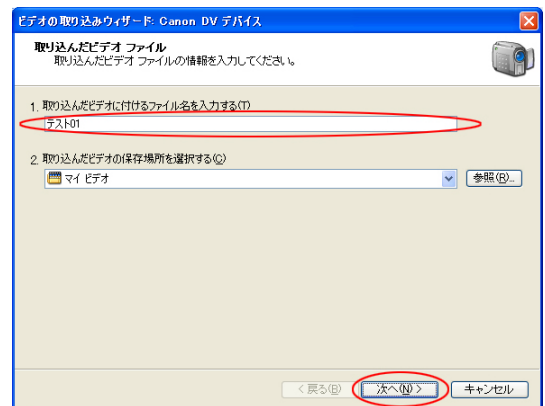 ビデオの取り込みウィザード: Canon DV デバイス
取り込んだビデオ ファイル
取り込んだビデオ ファイルの情報を入力してください。
1. 取り込んだビデオに付けるファイル名を入力する(T)
テスト01
2. 取り込んだビデオの保存場所を選択する(C)
マイ ビデオ
参照(R)...
< 戻る(B)
次へ(N) >
キャンセル